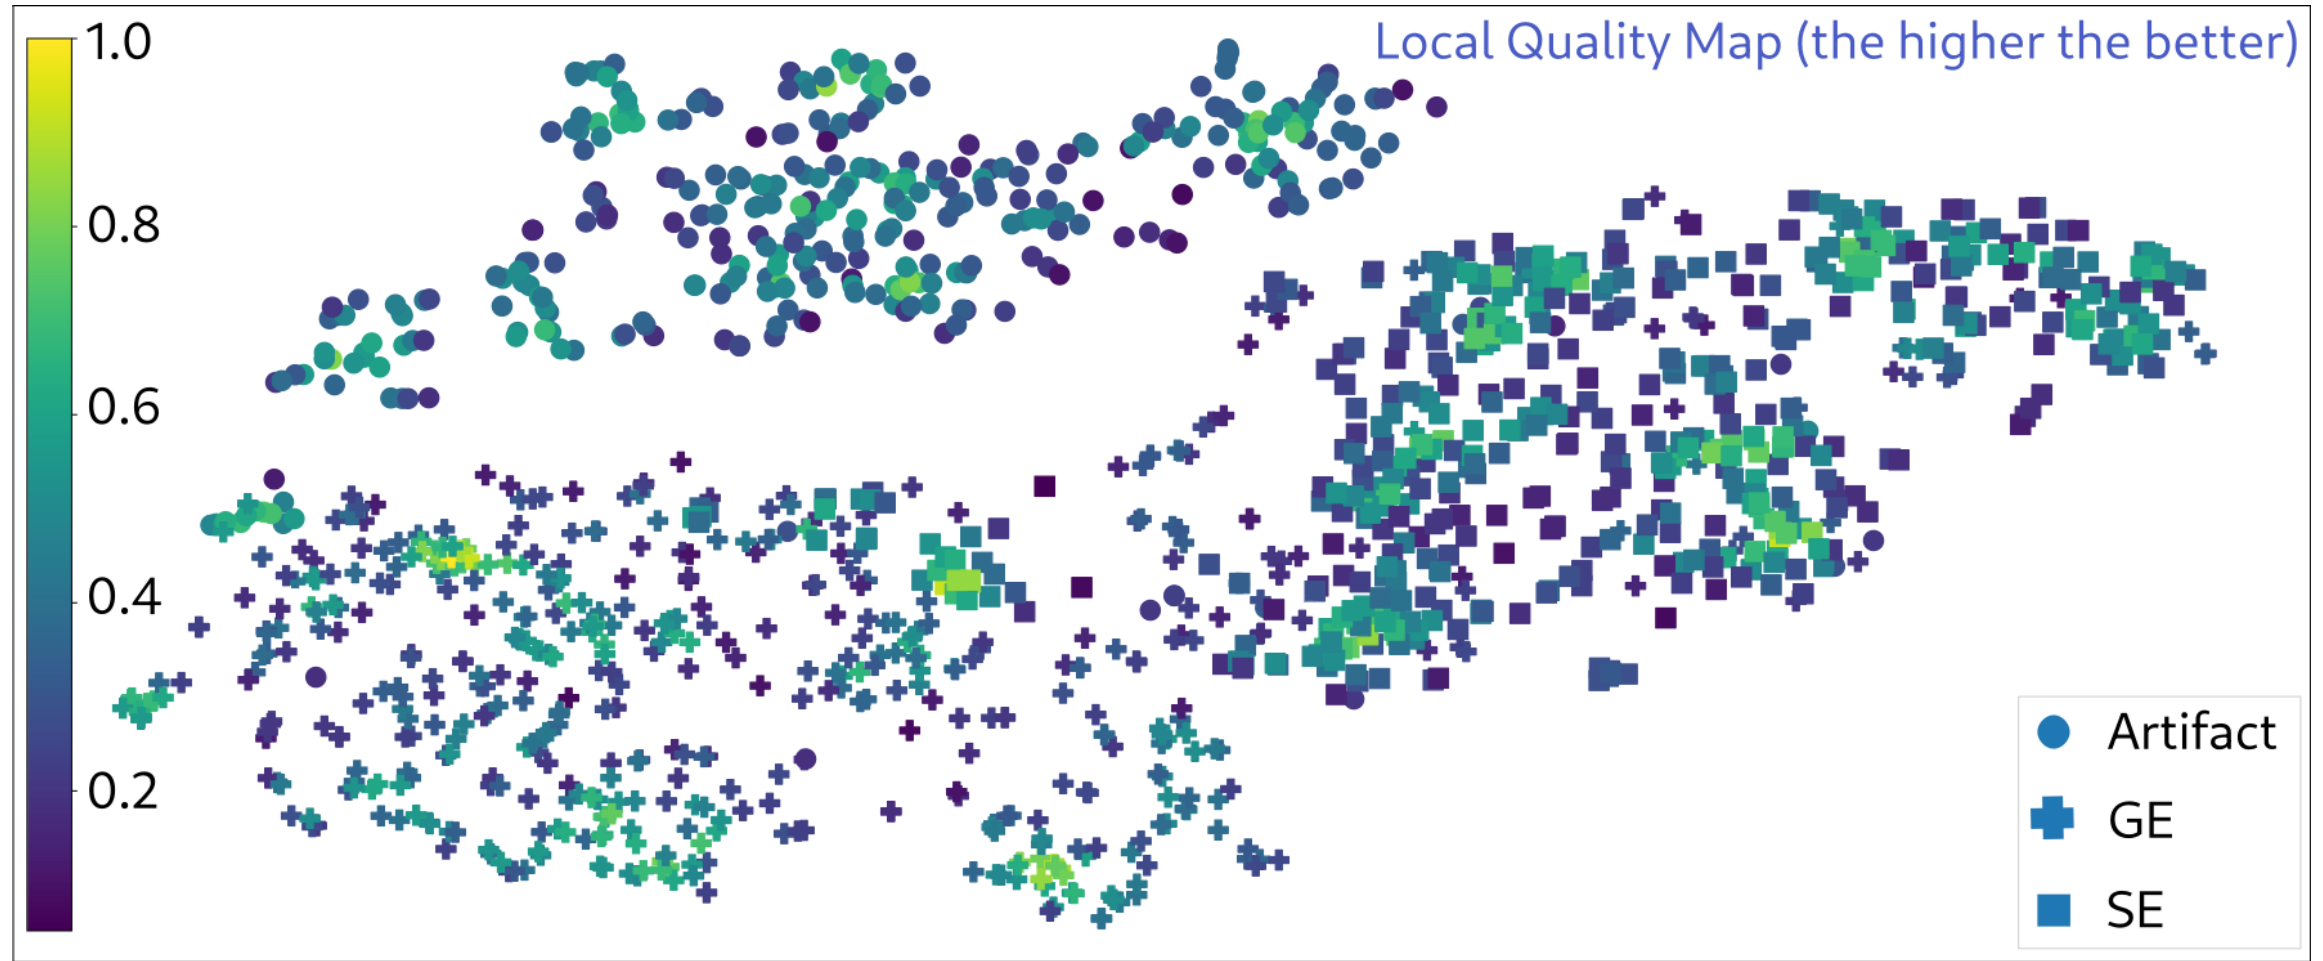 Local Quality Map (the higher the better)
1.0
0.8
0.6
0.4
0.2
Artifact
GE
SE